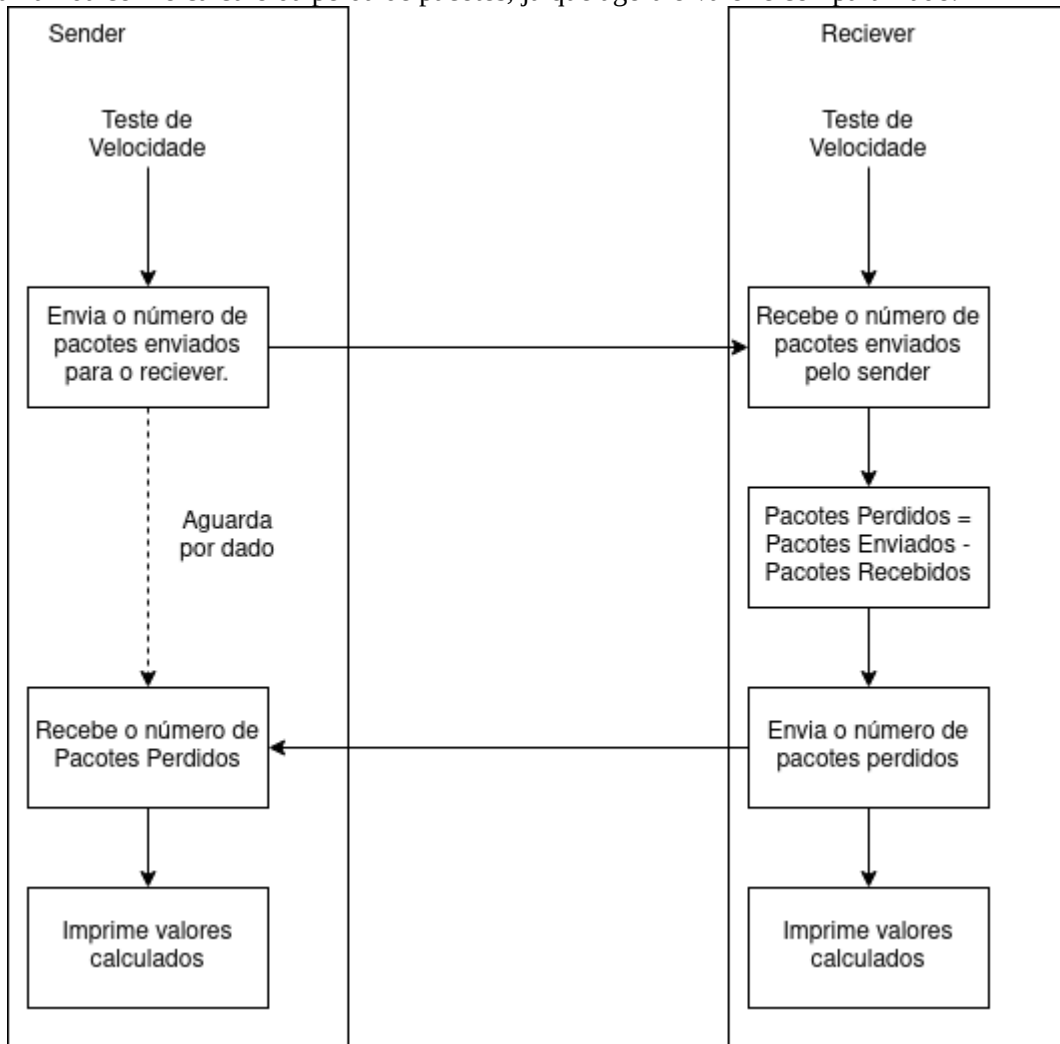 Sender
Reciever
Teste de
Velocidade
Teste de
Velocidade
Envia o número de
pacotes enviados
para o reciever.
Recebe o número de
pacotes enviados
pelo sender
Aguarda
por dado
Pacotes Perdidos =
Pacotes Enviados -
Pacotes Recebidos
Recebe o número de
Pacotes Perdidos
Envia o número de
pacotes perdidos
Imprime valores
calculados
Imprime valores
calculados